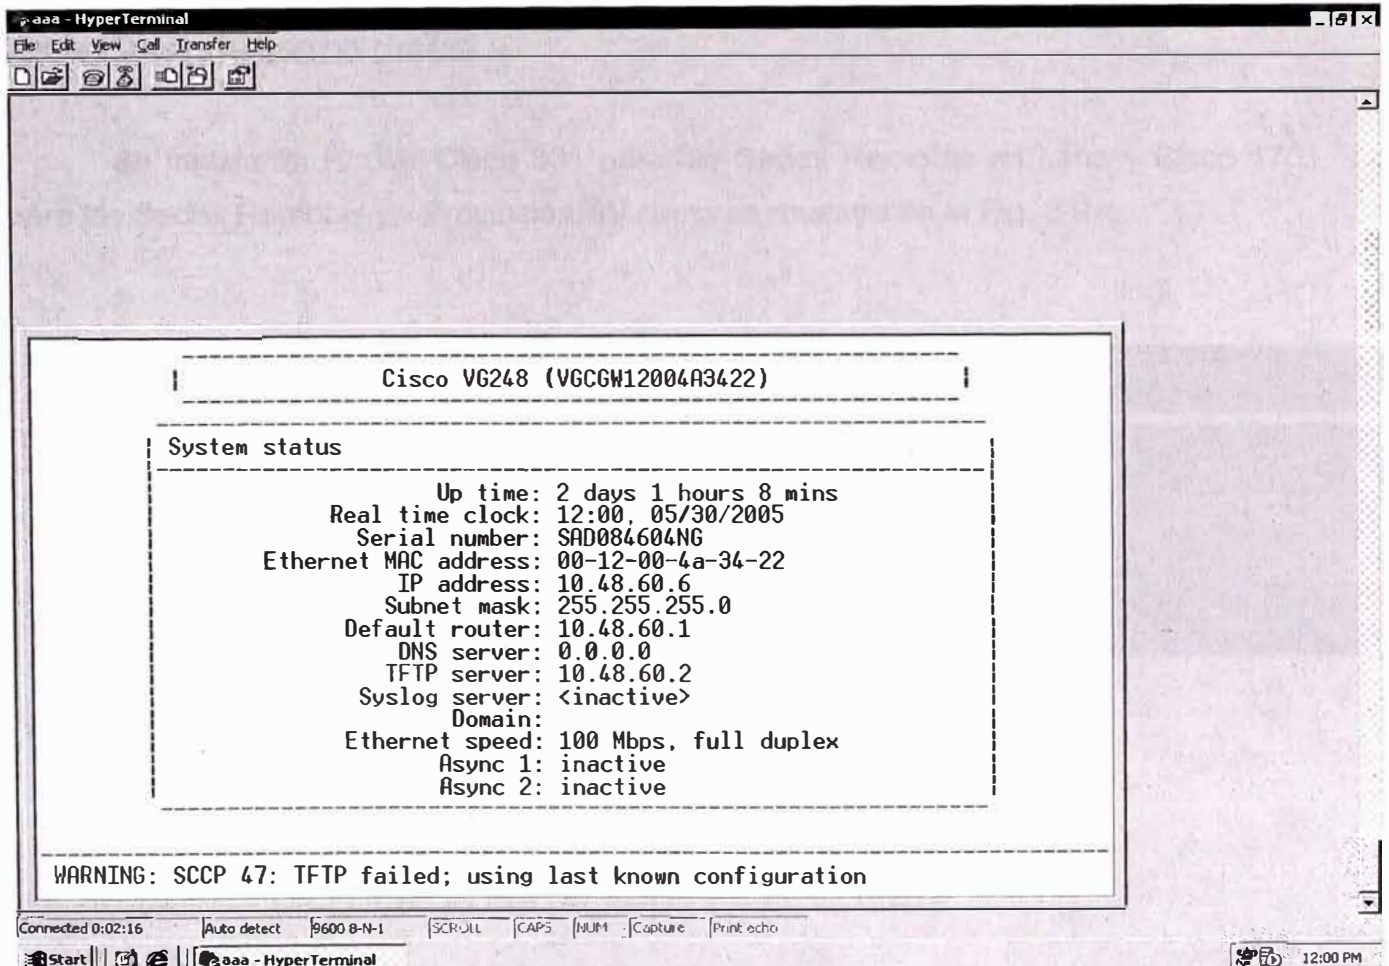 aaa - HyperTerminal
File Edit View Call Transfer Help
Cisco VG248 (VGCGW12004A3422)
System status
Up time: 2 days 1 hours 8 mins
Real time clock: 12:00, 05/30/2005
Serial number: SAD084604NG
Ethernet MAC address: 00-12-00-4a-34-22
IP address: 10.48.60.6
Subnet mask: 255.255.255.0
Default router: 10.48.60.1
DNS server: 0.0.0.0
TFTP server: 10.48.60.2
Syslog server: <inactive>
Domain:
Ethernet speed: 100 Mbps, full duplex
Async 1: inactive
Async 2: inactive
WARNING: SCCP 47: TFTP failed; using last known configuration
Connected 0:02:16 Auto detect 9600 8-N-1 SCROLL CAPS NUM Capture Print echo
Start aaa - HyperTerminal 12:00 PM